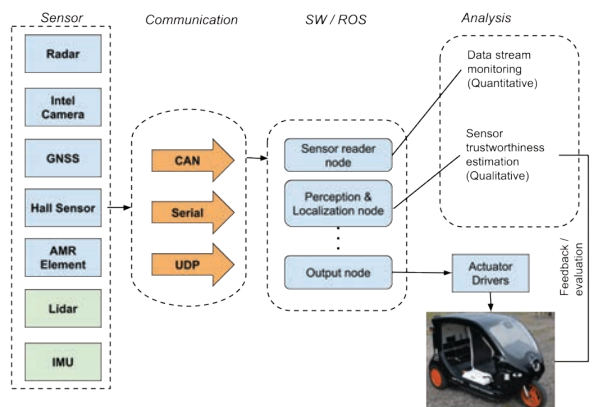 Sensor
Communication
SW / ROS
Analysis
Radar
Intel
Camera
GNSS
Hall Sensor
AMR
Element
Lidar
IMU
CAN
Serial
UDP
Sensor reader
node
Perception &
Localization node
Output node
Data stream
monitoring
(Quantitative)
Sensor
trustworthiness
estimation
(Qualitative)
Actuator
Drivers
Feedback /
evaluation